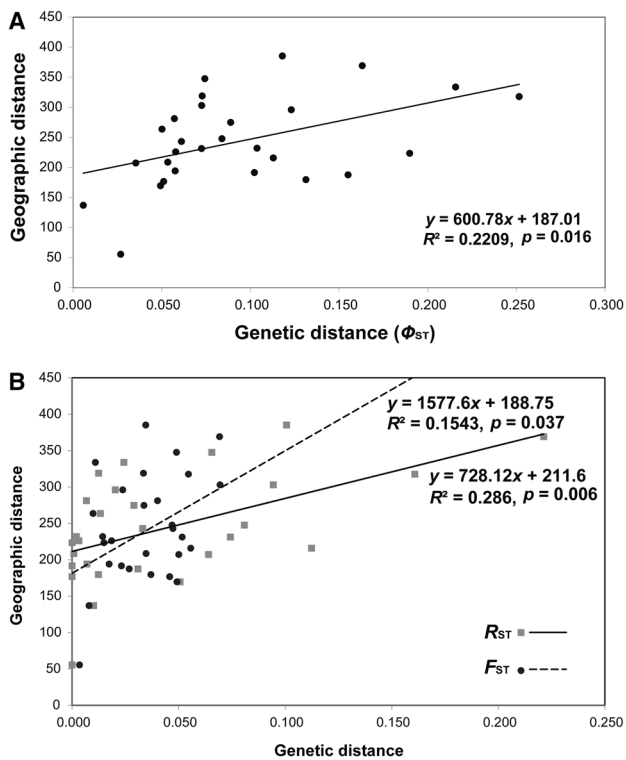 A
450
400
350
300
250
200
150
100
50
0
Geographic distance
y = 600.78x + 187.01
R² = 0.2209, p = 0.016
0.000 0.050 0.100 0.150 0.200 0.250 0.300
Genetic distance (ΦST)
B
450
400
350
300
250
200
150
100
50
0
Geographic distance
y = 1577.6x + 188.75
R² = 0.1543, p = 0.037
y = 728.12x + 211.6
R² = 0.286, p = 0.006
RST
FST
0.000 0.050 0.100 0.150 0.200 0.250
Genetic distance